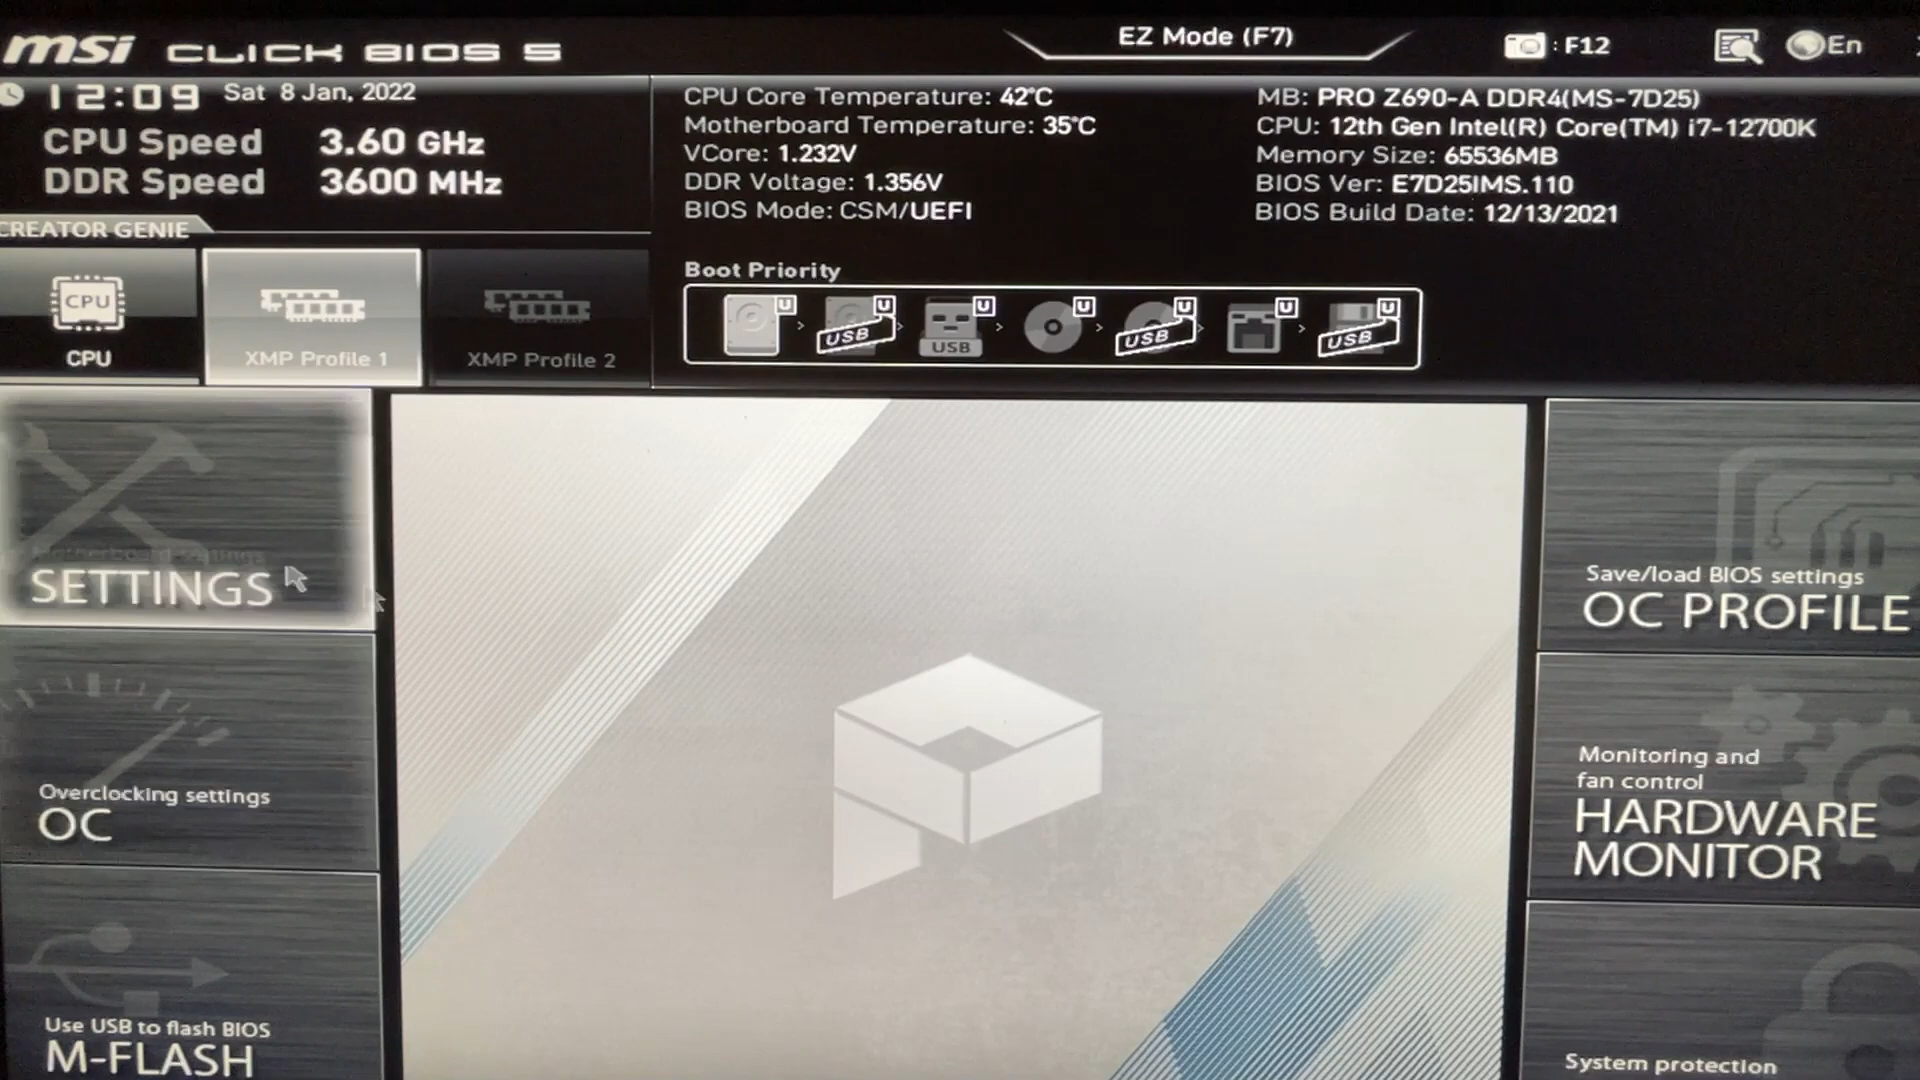 msi CLICK BIOS 5
EZ Mode (F7)
: F12
En
12:09 Sat 8 Jan, 2022
CPU Speed 3.60 GHz
DDR Speed 3600 MHz
CPU Core Temperature: 42°C
Motherboard Temperature: 35°C
VCore: 1.232V
DDR Voltage: 1.356V
BIOS Mode: CSM/UEFI
MB: PRO Z690-A DDR4(MS-7D25)
CPU: 12th Gen Intel(R) Core(TM) i7-12700K
Memory Size: 65536MB
BIOS Ver: E7D25IMS.110
BIOS Build Date: 12/13/2021
CREATOR GENIE
CPU
CPU
XMP Profile 1
XMP Profile 2
Boot Priority
U U U U U U U
USB USB USB USB
Motherboard settings
SETTINGS
Overclocking settings
OC
Use USB to flash BIOS
M-FLASH
Save/load BIOS settings
OC PROFILE
Monitoring and
fan control
HARDWARE
MONITOR
System protection